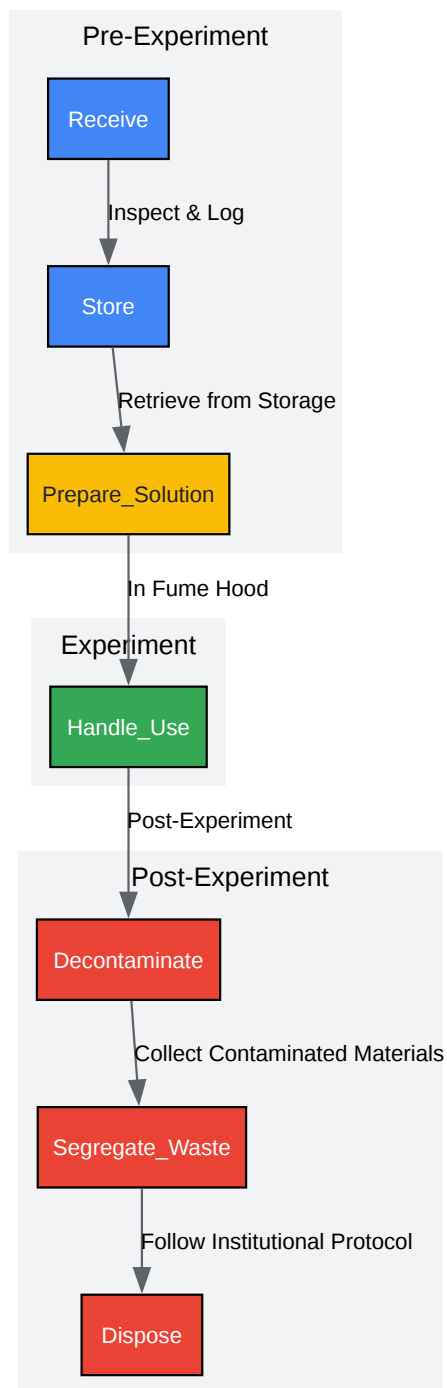 Pre-Experiment
Receive
Inspect & Log
Store
Retrieve from Storage
Prepare_Solution
In Fume Hood
Experiment
Handle_Use
Post-Experiment
Post-Experiment
Decontaminate
Collect Contaminated Materials
Segregate_Waste
Follow Institutional Protocol
Dispose